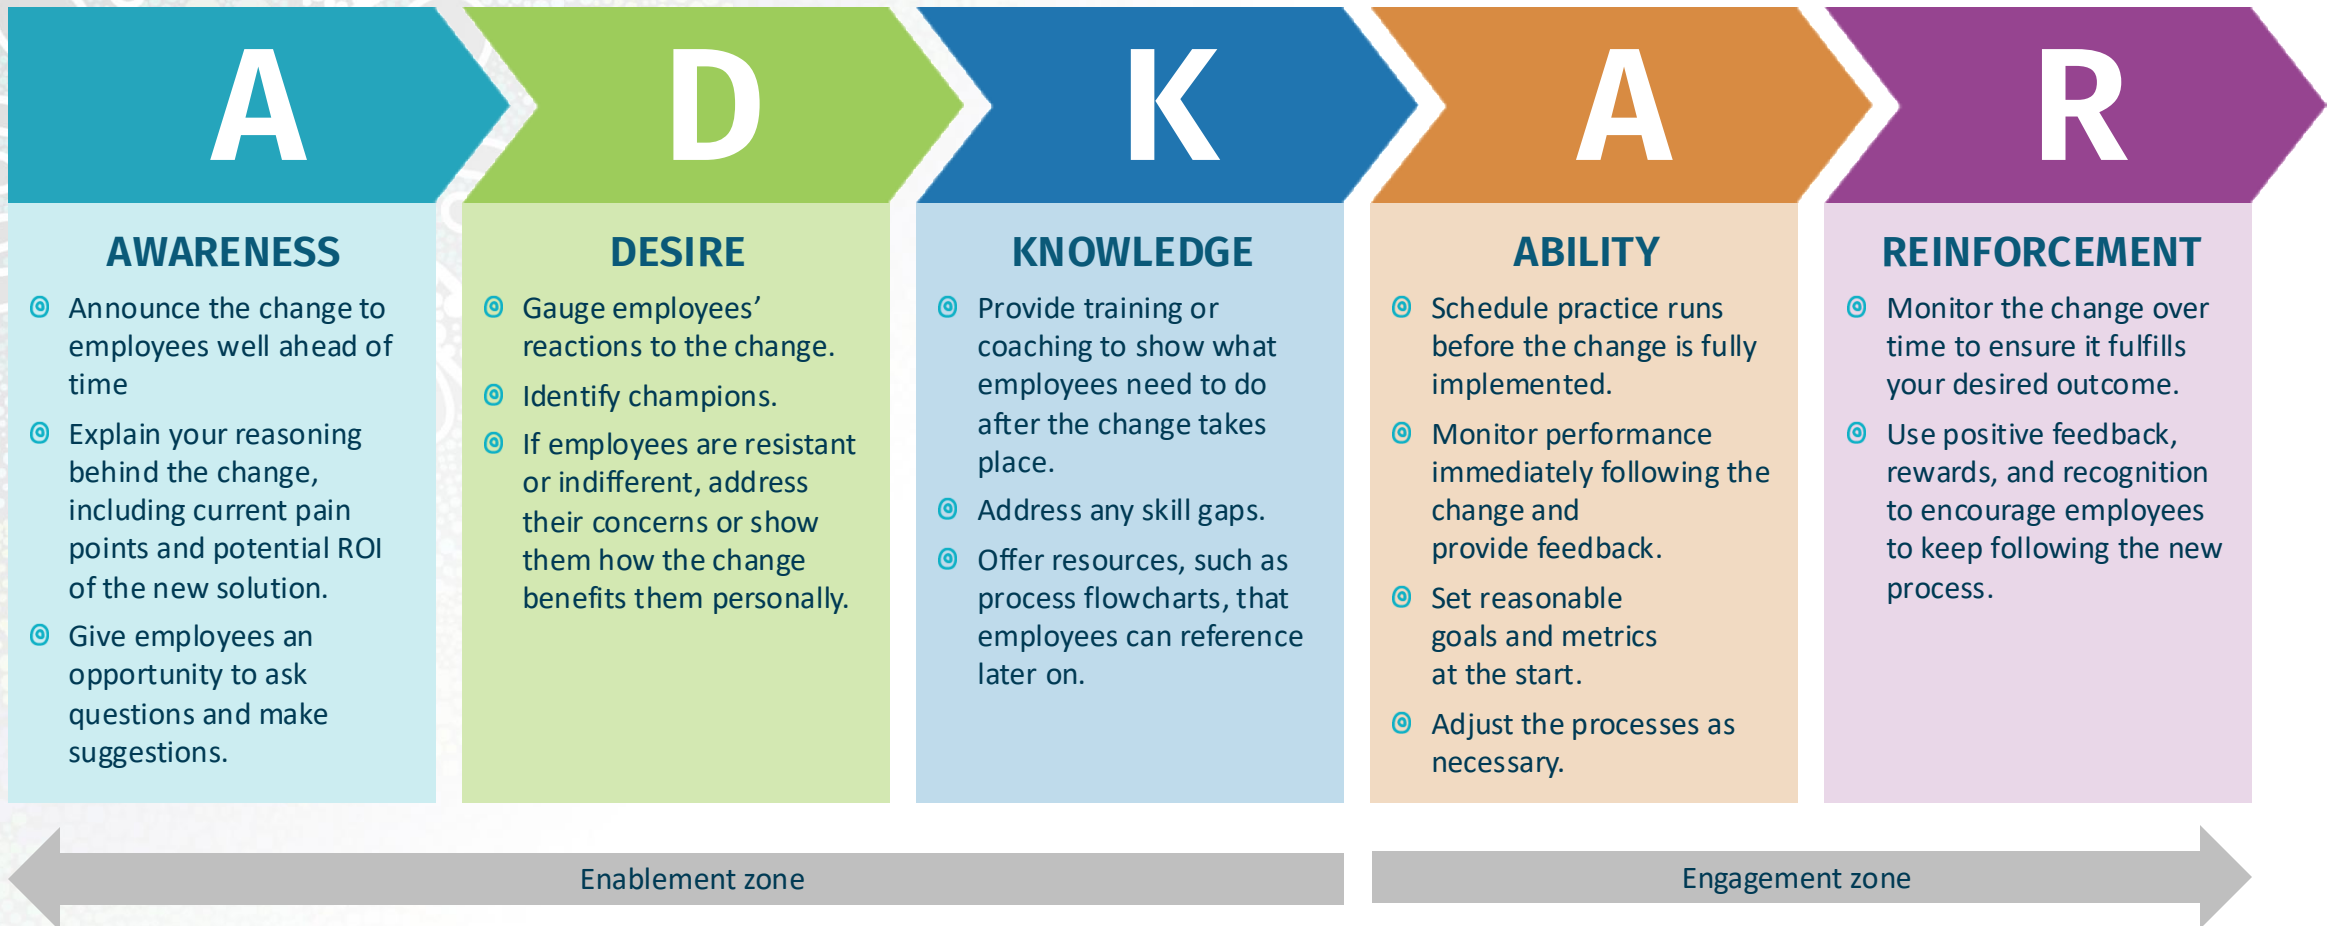 A
D
K
A
R
AWARENESS
Announce the change to
employees well ahead of
time
Explain your reasoning
behind the change,
including current pain
points and potential ROI
of the new solution.
Give employees an
opportunity to ask
questions and make
suggestions.
DESIRE
Gauge employees’
reactions to the change.
Identify champions.
If employees are resistant
or indifferent, address
their concerns or show
them how the change
benefits them personally.
KNOWLEDGE
Provide training or
coaching to show what
employees need to do
after the change takes
place.
Address any skill gaps.
Offer resources, such as
process flowcharts, that
employees can reference
later on.
ABILITY
Schedule practice runs
before the change is fully
implemented.
Monitor performance
immediately following the
change and
provide feedback.
Set reasonable
goals and metrics
at the start.
Adjust the processes as
necessary.
REINFORCEMENT
Monitor the change over
time to ensure it fulfills
your desired outcome.
Use positive feedback,
rewards, and recognition
to encourage employees
to keep following the new
process.
Enablement zone
Engagement zone